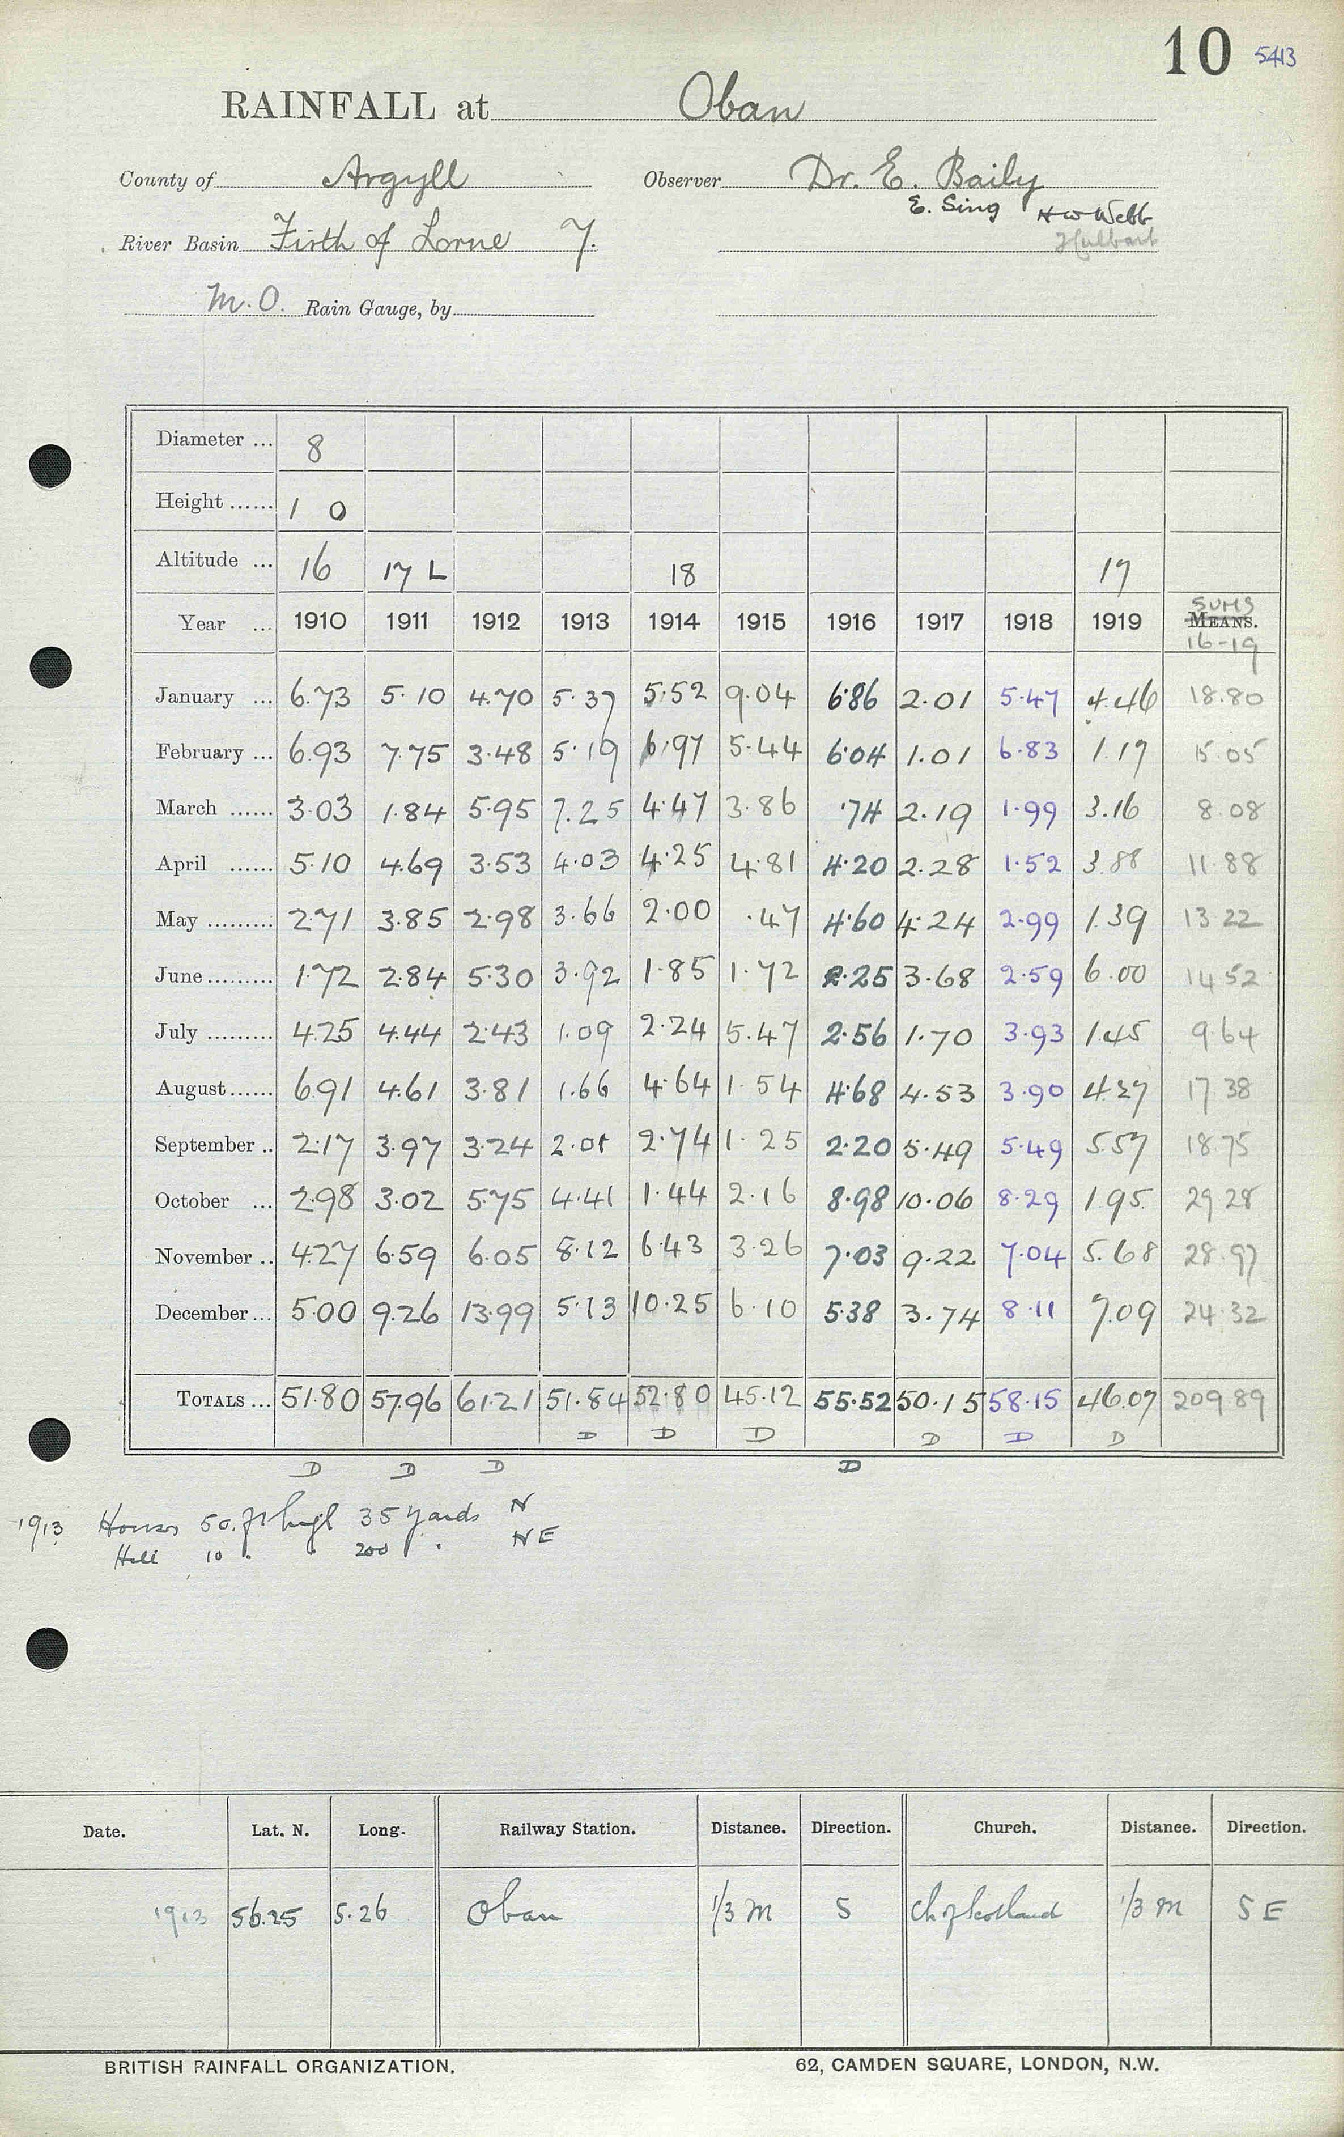 10 5413
RAINFALL at Oban
County of Argyll Observer Dr. E. Baily
E. Sing H W Webb
River Basin Firth of Lorne 7.
M.O. Rain Gauge, by
Diameter ... 8
Height ...... 1 0
Altitude ... 16 17 L 18 17
Year ... 1910 1911 1912 1913 1914 1915 1916 1917 1918 1919 SUMS MEANS. 16-19
January ... 6.73 5.10 4.70 5.37 5.52 9.04 6.86 2.01 5.47 4.46 18.80
February ... 6.93 7.75 3.48 5.19 6.97 5.44 6.04 1.01 6.83 1.17 15.05
March ...... 3.03 1.84 5.95 7.25 4.47 3.86 .74 2.19 1.99 3.16 8.08
April ...... 5.10 4.69 3.53 4.03 4.25 4.81 4.20 2.28 1.52 3.88 11.88
May ......... 2.71 3.85 2.98 3.66 2.00 .47 4.60 4.24 2.99 1.39 13.22
June ......... 1.72 2.84 5.30 3.92 1.85 1.72 2.25 3.68 2.59 6.00 14.52
July ......... 4.25 4.44 2.43 1.09 2.24 5.47 2.56 1.70 3.93 1.45 9.64
August ...... 6.91 4.61 3.81 1.66 4.64 1.54 4.68 4.53 3.90 4.27 17.38
September .. 2.17 3.97 3.24 2.01 2.74 1.25 2.20 5.49 5.49 5.57 18.75
October ... 2.98 3.02 5.75 4.41 1.44 2.16 8.98 10.06 8.29 1.95 29.28
November .. 4.27 6.59 6.05 8.12 6.43 3.26 7.03 9.22 7.04 5.68 28.97
December ... 5.00 9.26 13.99 5.13 10.25 6.10 5.38 3.74 8.11 7.09 24.32
TOTALS ... 51.80 57.96 61.21 51.84 52.80 45.12 55.52 50.15 58.15 46.07 209.89
D D D D D D
D D D D
1913 Houses 50 ft high 35 yards N
Hill 10 " " 200 " NE
Date. Lat. N. Long. Railway Station. Distance. Direction. Church. Distance. Direction.
1913 56.25 5.26 Oban 1/3 M S Ch of Scotland 1/3 M SE
BRITISH RAINFALL ORGANIZATION. 62, CAMDEN SQUARE, LONDON, N.W.